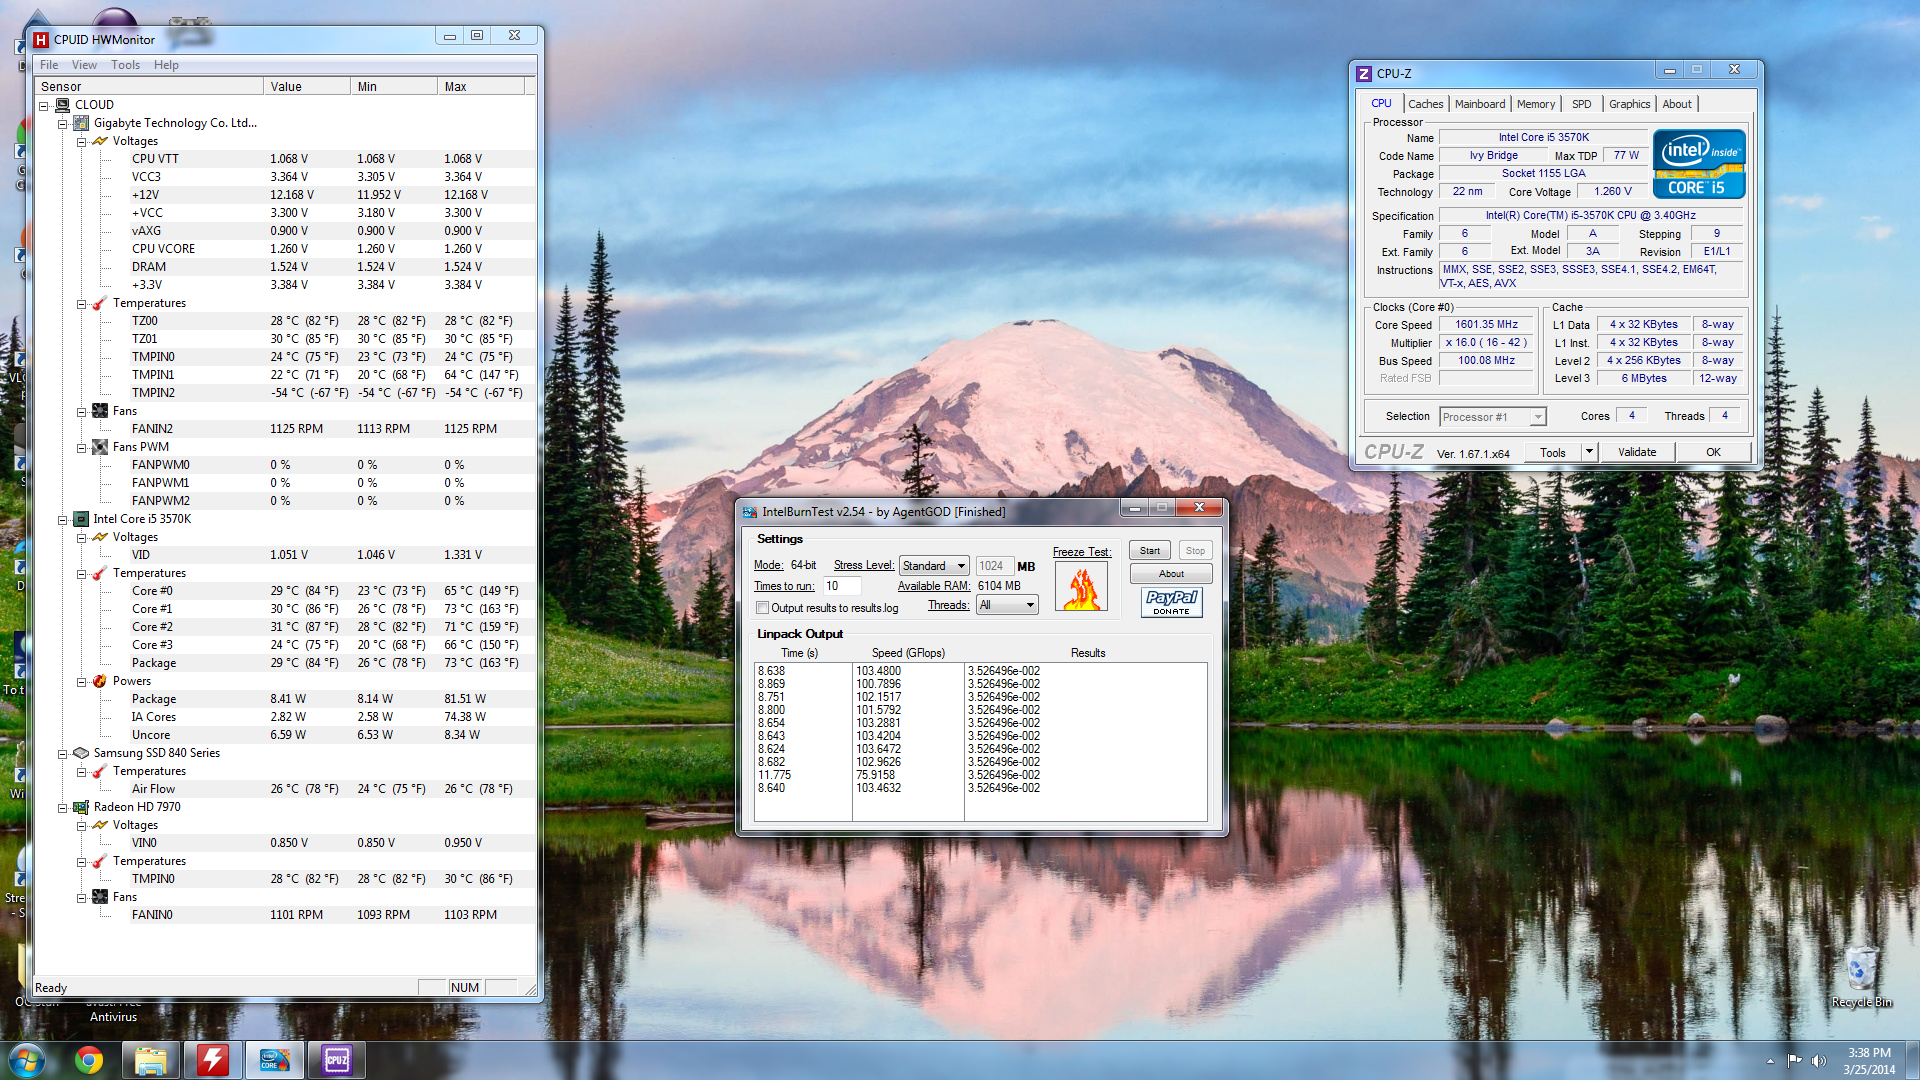 CPUID HWMonitor
File View Tools Help
Sensor Value Min Max
CLOUD
Gigabyte Technology Co. Ltd...
Voltages
CPU VTT 1.068 V 1.068 V 1.068 V
VCC3 3.364 V 3.305 V 3.364 V
+12V 12.168 V 11.952 V 12.168 V
+VCC 3.300 V 3.180 V 3.300 V
vAXG 0.900 V 0.900 V 0.900 V
CPU VCORE 1.260 V 1.260 V 1.260 V
DRAM 1.524 V 1.524 V 1.524 V
+3.3V 3.384 V 3.384 V 3.384 V
Temperatures
TZ00 28 °C (82 °F) 28 °C (82 °F) 28 °C (82 °F)
TZ01 30 °C (85 °F) 30 °C (85 °F) 30 °C (85 °F)
TMPIN0 24 °C (75 °F) 23 °C (73 °F) 24 °C (75 °F)
TMPIN1 22 °C (71 °F) 20 °C (68 °F) 64 °C (147 °F)
TMPIN2 -54 °C (-67 °F) -54 °C (-67 °F) -54 °C (-67 °F)
Fans
FANIN2 1125 RPM 1113 RPM 1125 RPM
Fans PWM
FANPWM0 0 % 0 % 0 %
FANPWM1 0 % 0 % 0 %
FANPWM2 0 % 0 % 0 %
Intel Core i5 3570K
Voltages
VID 1.051 V 1.046 V 1.331 V
Temperatures
Core #0 29 °C (84 °F) 23 °C (73 °F) 65 °C (149 °F)
Core #1 30 °C (86 °F) 26 °C (78 °F) 73 °C (163 °F)
Core #2 31 °C (87 °F) 28 °C (82 °F) 71 °C (159 °F)
Core #3 24 °C (75 °F) 20 °C (68 °F) 66 °C (150 °F)
Package 29 °C (84 °F) 26 °C (78 °F) 73 °C (163 °F)
Powers
Package 8.41 W 8.14 W 81.51 W
IA Cores 2.82 W 2.58 W 74.38 W
Uncore 6.59 W 6.53 W 8.34 W
Samsung SSD 840 Series
Temperatures
Air Flow 26 °C (78 °F) 24 °C (75 °F) 26 °C (78 °F)
Radeon HD 7970
Voltages
VIN0 0.850 V 0.850 V 0.950 V
Temperatures
TMPIN0 28 °C (82 °F) 28 °C (82 °F) 30 °C (86 °F)
Fans
FANIN0 1101 RPM 1093 RPM 1103 RPM
Ready NUM
Antivirus
IntelBurnTest v2.54 - by AgentGOD [Finished]
Settings
Mode: 64-bit Stress Level: Standard 1024 MB
Times to run: 10 Available RAM: 6104 MB
Output results to results.log Threads: All
Freeze Test:
Start Stop
About
PayPal
DONATE
Linpack Output
Time (s) Speed (GFlops) Results
8.638 103.4800 3.526496e-002
8.869 100.7896 3.526496e-002
8.751 102.1517 3.526496e-002
8.800 101.5792 3.526496e-002
8.654 103.2881 3.526496e-002
8.643 103.4204 3.526496e-002
8.624 103.6472 3.526496e-002
8.682 102.9626 3.526496e-002
11.775 75.9158 3.526496e-002
8.640 103.4632 3.526496e-002
CPU-Z
CPU Caches Mainboard Memory SPD Graphics About
Processor
Name Intel Core i5 3570K
Code Name Ivy Bridge Max TDP 77 W
Package Socket 1155 LGA
Technology 22 nm Core Voltage 1.260 V
intel inside
CORE i5
Specification Intel(R) Core(TM) i5-3570K CPU @ 3.40GHz
Family 6 Model A Stepping 9
Ext. Family 6 Ext. Model 3A Revision E1/L1
Instructions MMX, SSE, SSE2, SSE3, SSSE3, SSE4.1, SSE4.2, EM64T,
VT-x, AES, AVX
Clocks (Core #0)
Core Speed 1601.35 MHz
Multiplier x 16.0 ( 16 - 42 )
Bus Speed 100.08 MHz
Rated FSB
Cache
L1 Data 4 x 32 KBytes 8-way
L1 Inst. 4 x 32 KBytes 8-way
Level 2 4 x 256 KBytes 8-way
Level 3 6 MBytes 12-way
Selection Processor #1 Cores 4 Threads 4
CPU-Z Ver. 1.67.1.x64 Tools Validate OK
Recycle Bin
3:38 PM
3/25/2014